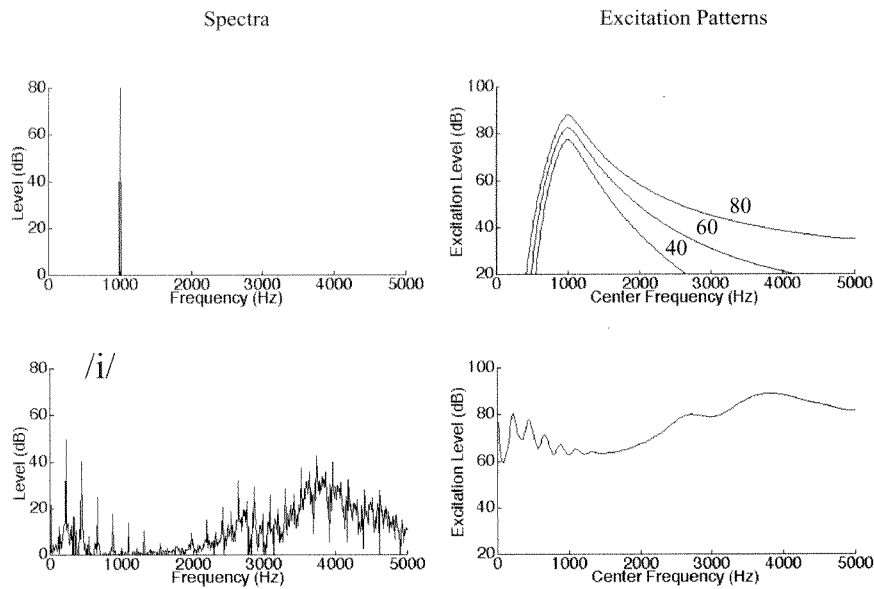 Spectra
Excitation Patterns
80
60
40
20
0
Level (dB)
0 1000 2000 3000 4000 5000
Frequency (Hz)
100
80
60
40
20
Excitation Level (dB)
80
60
40
0 1000 2000 3000 4000 5000
Center Frequency (Hz)
/i/
80
60
40
20
0
Level (dB)
0 1000 2000 3000 4000 5000
Frequency (Hz)
100
80
60
40
20
Excitation Level (dB)
0 1000 2000 3000 4000 5000
Center Frequency (Hz)